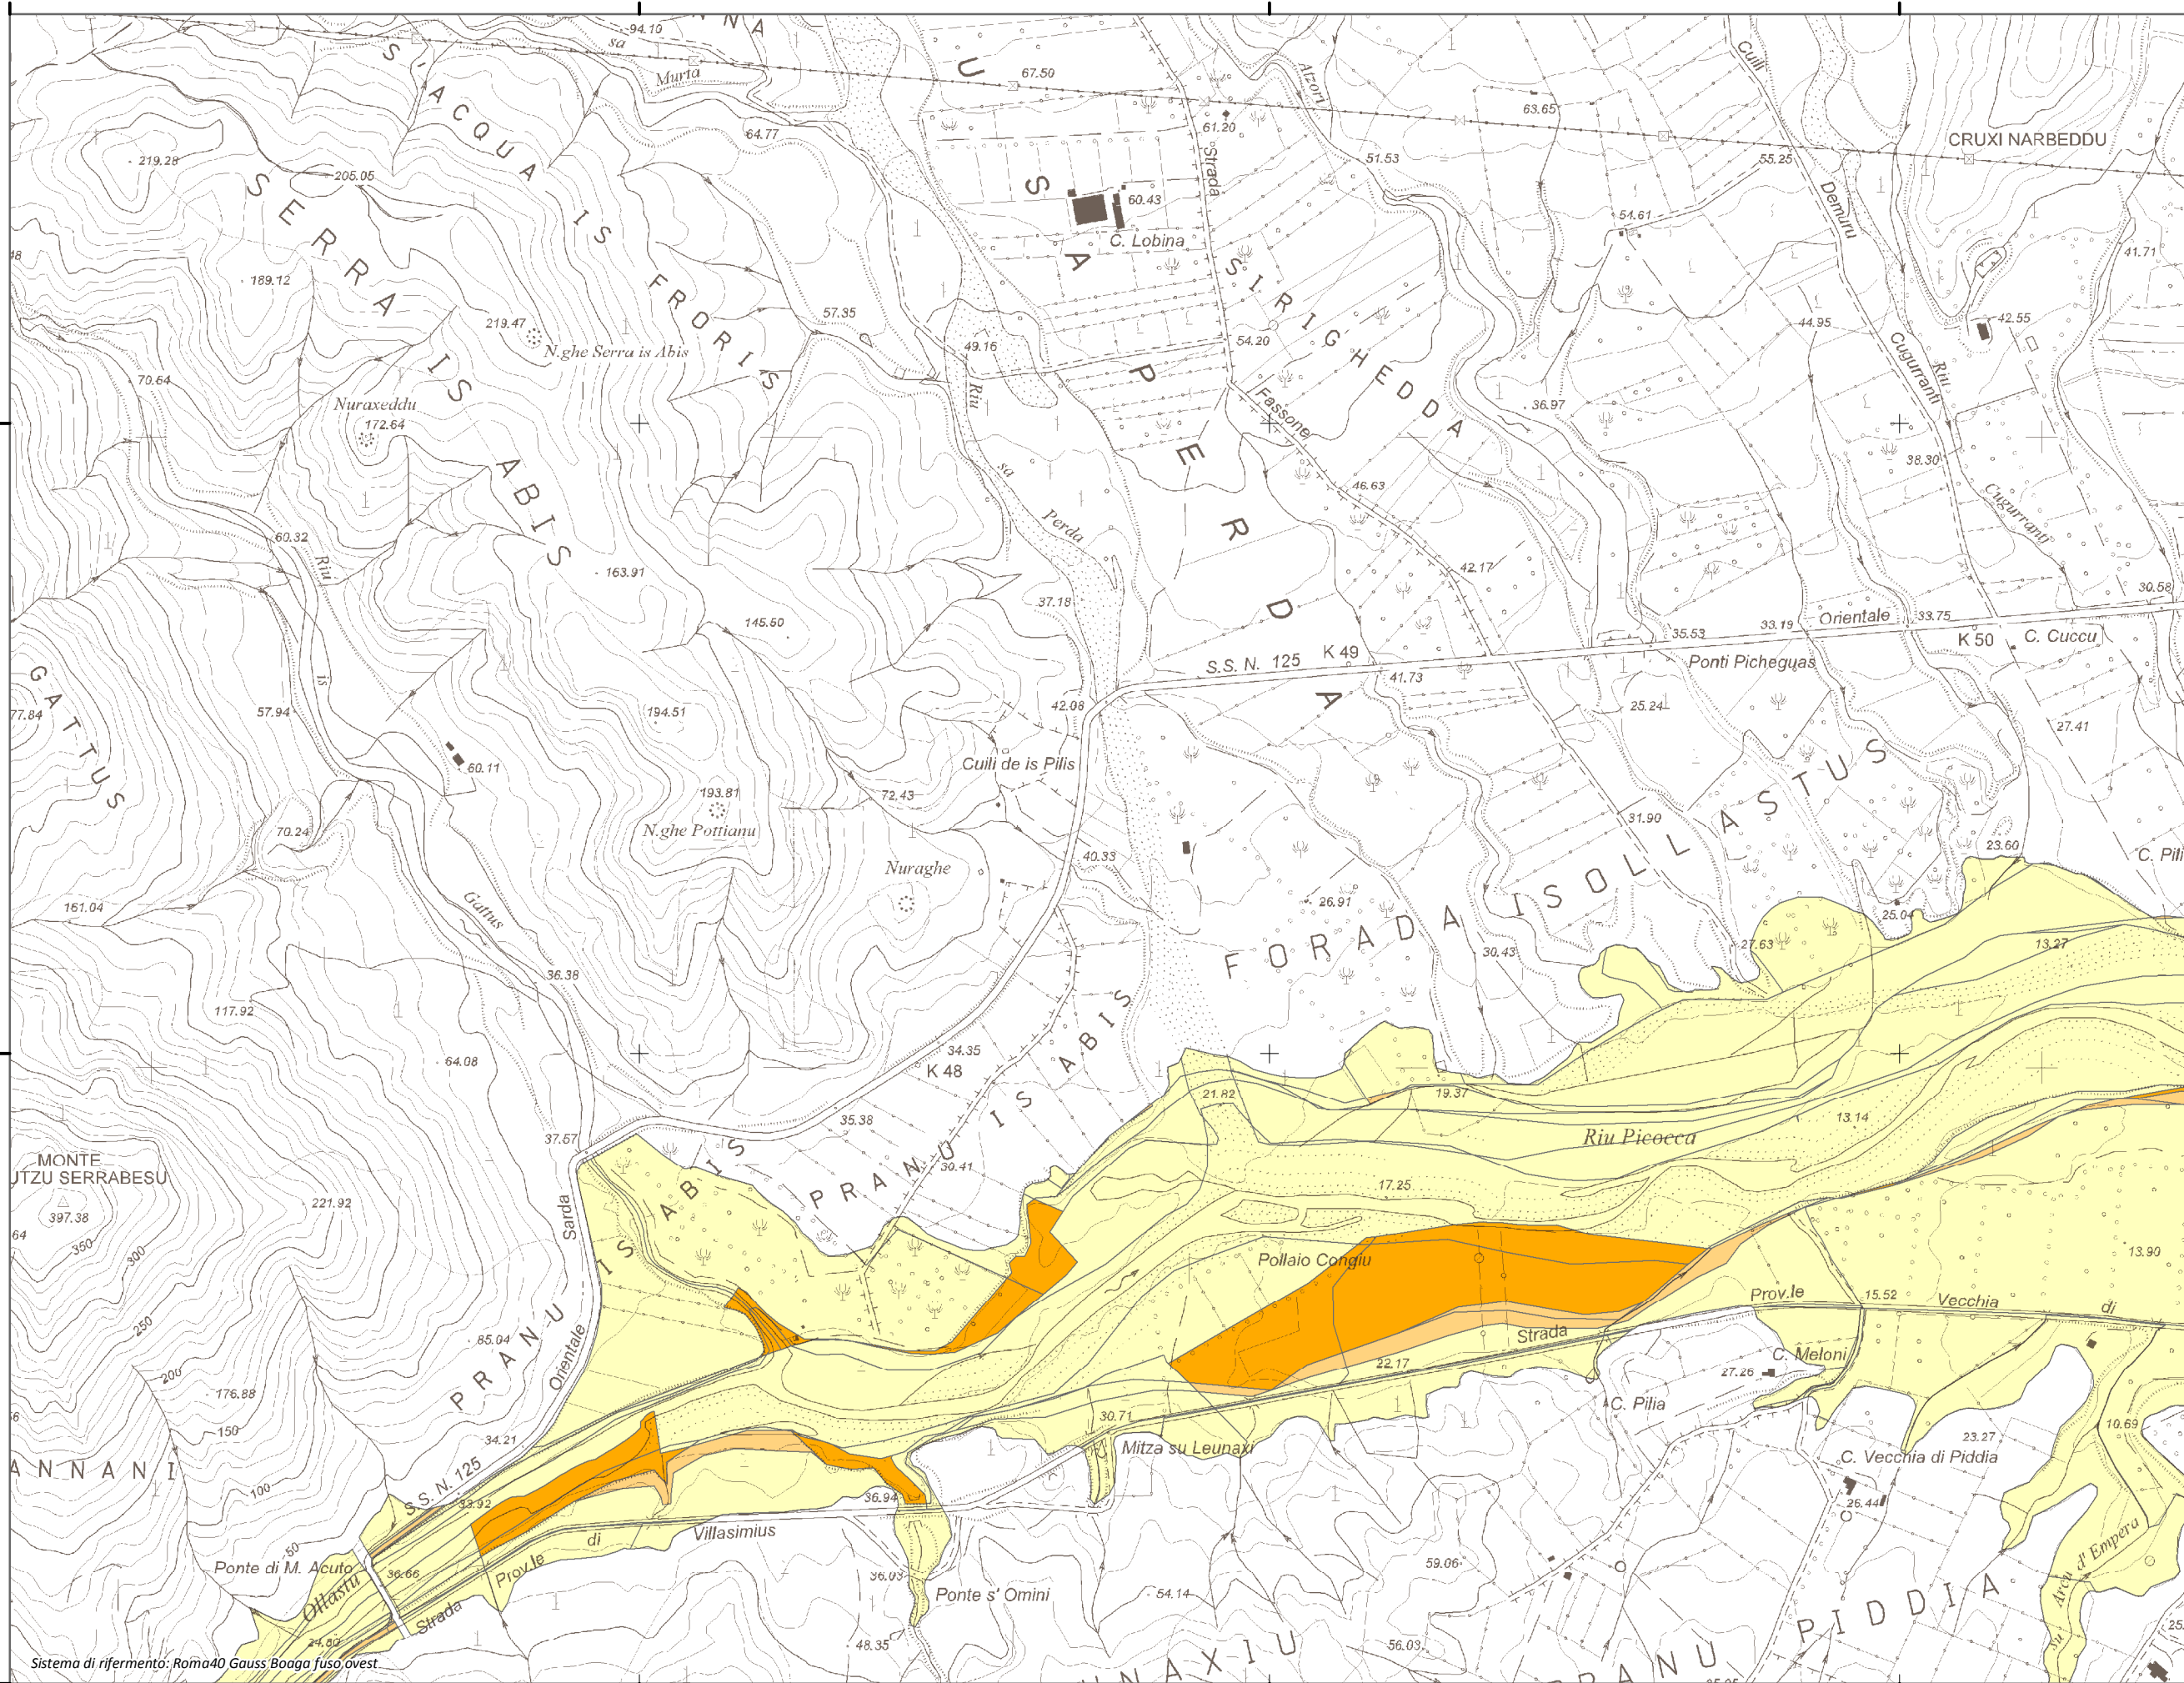 94.10
N A
sa
Murta
S' ACQUA IS FRORIS
U
67.50
Atzori
Cuili
63.65
64.77
61.20
Strada
51.53
55.25
CRUXI NARBEDDU
219.28
205.05
SERRA IS ABIS
S A
60.43
C. Lobina
54.61
Demuru
41.71
48
189.12
SIRIGHEDDA
219.47
N.ghe Serra is Abis
57.35
49.16
54.20
44.95
42.55
Cugurranti
Riu
70.64
Nuraxeddu
172.64
Riu
PERDA
Fassone
36.97
38.30
sa
Perda
46.63
Cugurranti
60.32
Riu
163.91
42.17
37.18
30.58
145.50
Orientale
33.75
33.19
35.53
K 50
C. Cuccu
S.S. N. 125
K 49
Ponti Picheguas
41.73
is
GATTUS
77.84
57.94
194.51
42.08
25.24
27.41
60.11
Cuili de is Pilis
193.81
72.43
N.ghe Pottianu
70.24
31.90
40.33
23.60
C. Pili
Nuraghe
FORADA ISOLLASTUS
26.91
161.04
Gattus
25.04
27.63
13.27
30.43
36.38
117.92
64.08
34.35
K 48
21.82
19.37
13.14
35.38
37.57
Riu Picocca
MONTE
UTZU SERRABESU
397.38
30.41
PRANU IS ABIS
17.25
221.92
Sarda
64
350
300
13.90
Pollaio Congiu
PRANU IS ABIS
Prov.le
15.52
Vecchia
di
250
85.04
Orientale
Strada
22.17
C. Meloni
27.26
200
176.88
C. Pilia
30.71
10.69
150
34.21
Mitza su Leunaxi
23.27
C. Vecchia di Piddia
ANNANI
S.S. N. 125
100
33.92
36.94
26.44
Villasimius
di
50
Ponte di M. Acuto
36.66
Prov.le
59.06
Arcu d' Empera
su
36.03
Ponte s' Omini
54.14
Ollastu
Strada
PIDDIA
24.80
48.35
56.03
NAXIU
RANU
25.
Sistema di rifermento: Roma40 Gauss Boaga fuso ovest